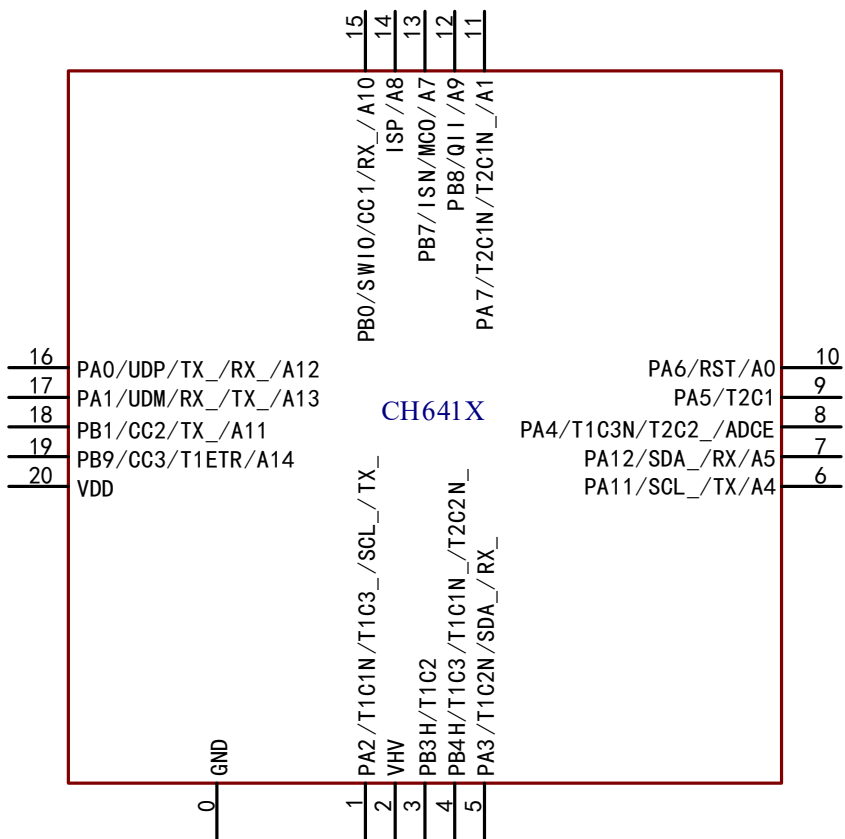 15
14
13
12
11
PB0/SWIO/CC1/RX_/A10
ISP/A8
PB7/ISN/MCO/A7
PB8/QII/A9
PA7/T2C1N/T2C1N_/A1
16 PA0/UDP/TX_/RX_/A12
17 PA1/UDM/RX_/TX_/A13
18 PB1/CC2/TX_/A11
19 PB9/CC3/T1ETR/A14
20 VDD
CH641X
PA6/RST/A0 10
PA5/T2C1 9
PA4/T1C3N/T2C2_/ADCE 8
PA12/SDA_/RX/A5 7
PA11/SCL_/TX/A4 6
GND
PA2/T1C1N/T1C3_/SCL_/TX_
VHV
PB3H/T1C2
PB4H/T1C3/T1C1N_/T2C2N_
PA3/T1C2N/SDA_/RX_
0
1
2
3
4
5